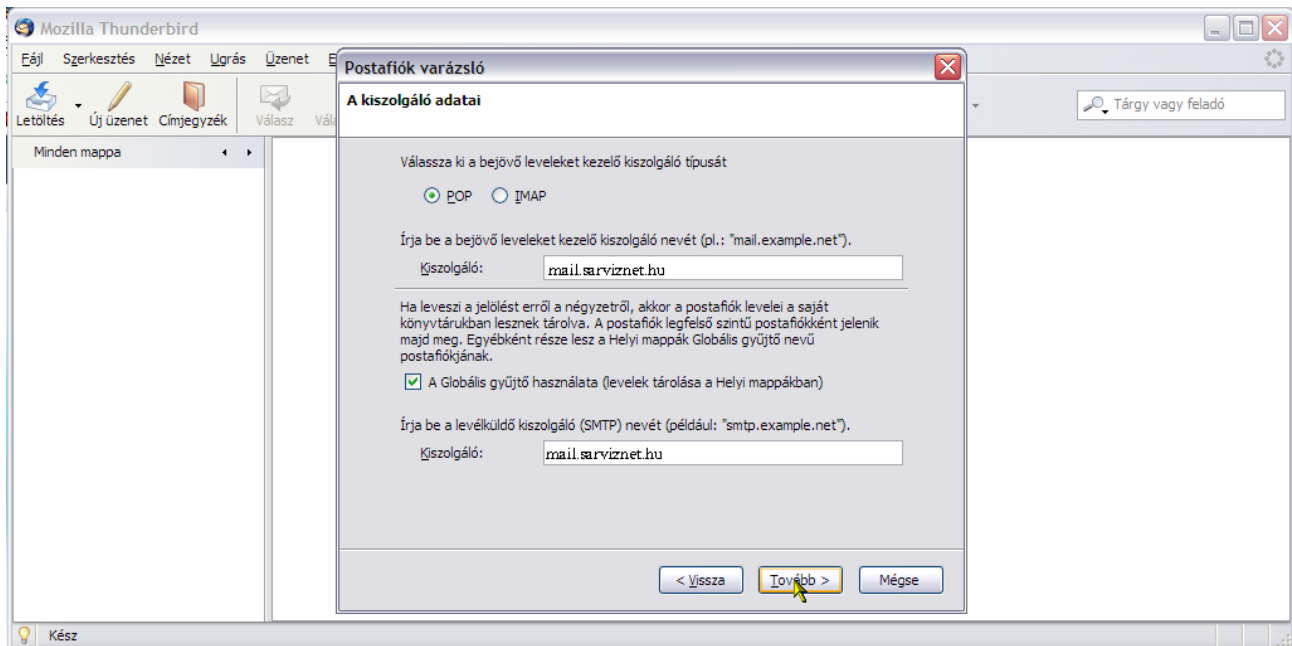 Mozilla Thunderbird
Fájl Szerkesztés Nézet Ugrás Üzenet E
Letöltés Új üzenet Címjegyzék Válasz Vála
Tárgy vagy feladó
Minden mappa
Postafiók varázsló
A kiszolgáló adatai
Válassza ki a bejövő leveleket kezelő kiszolgáló típusát
POP IMAP
Írja be a bejövő leveleket kezelő kiszolgáló nevét (pl.: "mail.example.net").
Kiszolgáló: mail.sarviznet.hu
Ha leveszi a jelölést erről a négyzetről, akkor a postafiók levelei a saját
könyvtárukban lesznek tárolva. A postafiók legfelső szintű postafiókként jelenik
majd meg. Egyébként része lesz a Helyi mappák Globális gyűjtő nevű
postafiókjának.
A Globális gyűjtő használata (levelek tárolása a Helyi mappákban)
Írja be a levélküldő kiszolgáló (SMTP) nevét (például: "smtp.example.net").
Kiszolgáló: mail.sarviznet.hu
< Vissza Tovább > Mégse
Kész